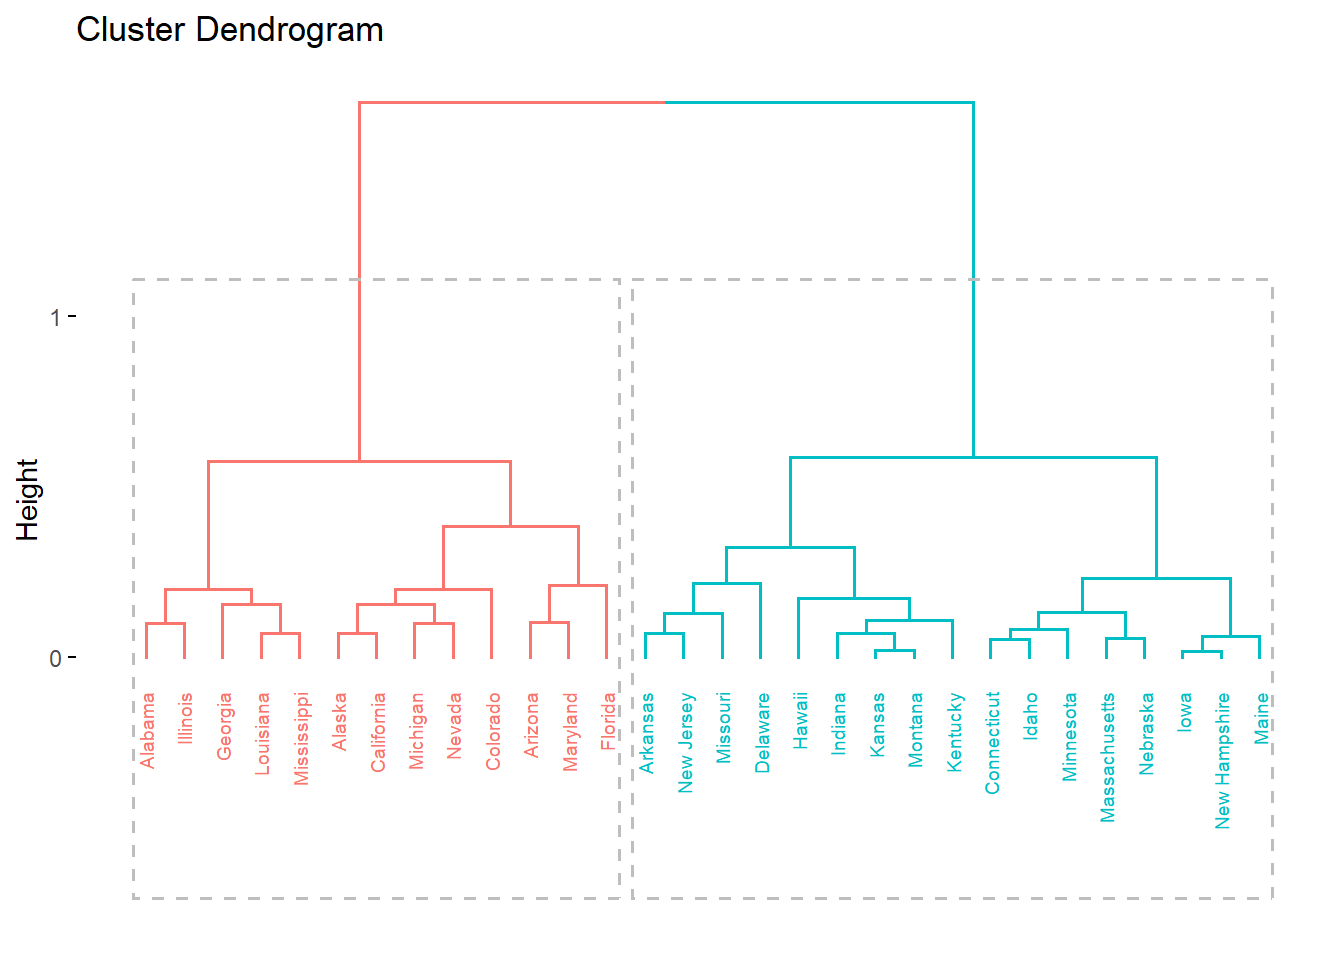 Cluster Dendrogram
1
0
Height
Alabama
Illinois
Georgia
Louisiana
Mississippi
Alaska
California
Michigan
Nevada
Colorado
Arizona
Maryland
Florida
Arkansas
New Jersey
Missouri
Delaware
Hawaii
Indiana
Kansas
Montana
Kentucky
Connecticut
Idaho
Minnesota
Massachusetts
Nebraska
Iowa
New Hampshire
Maine